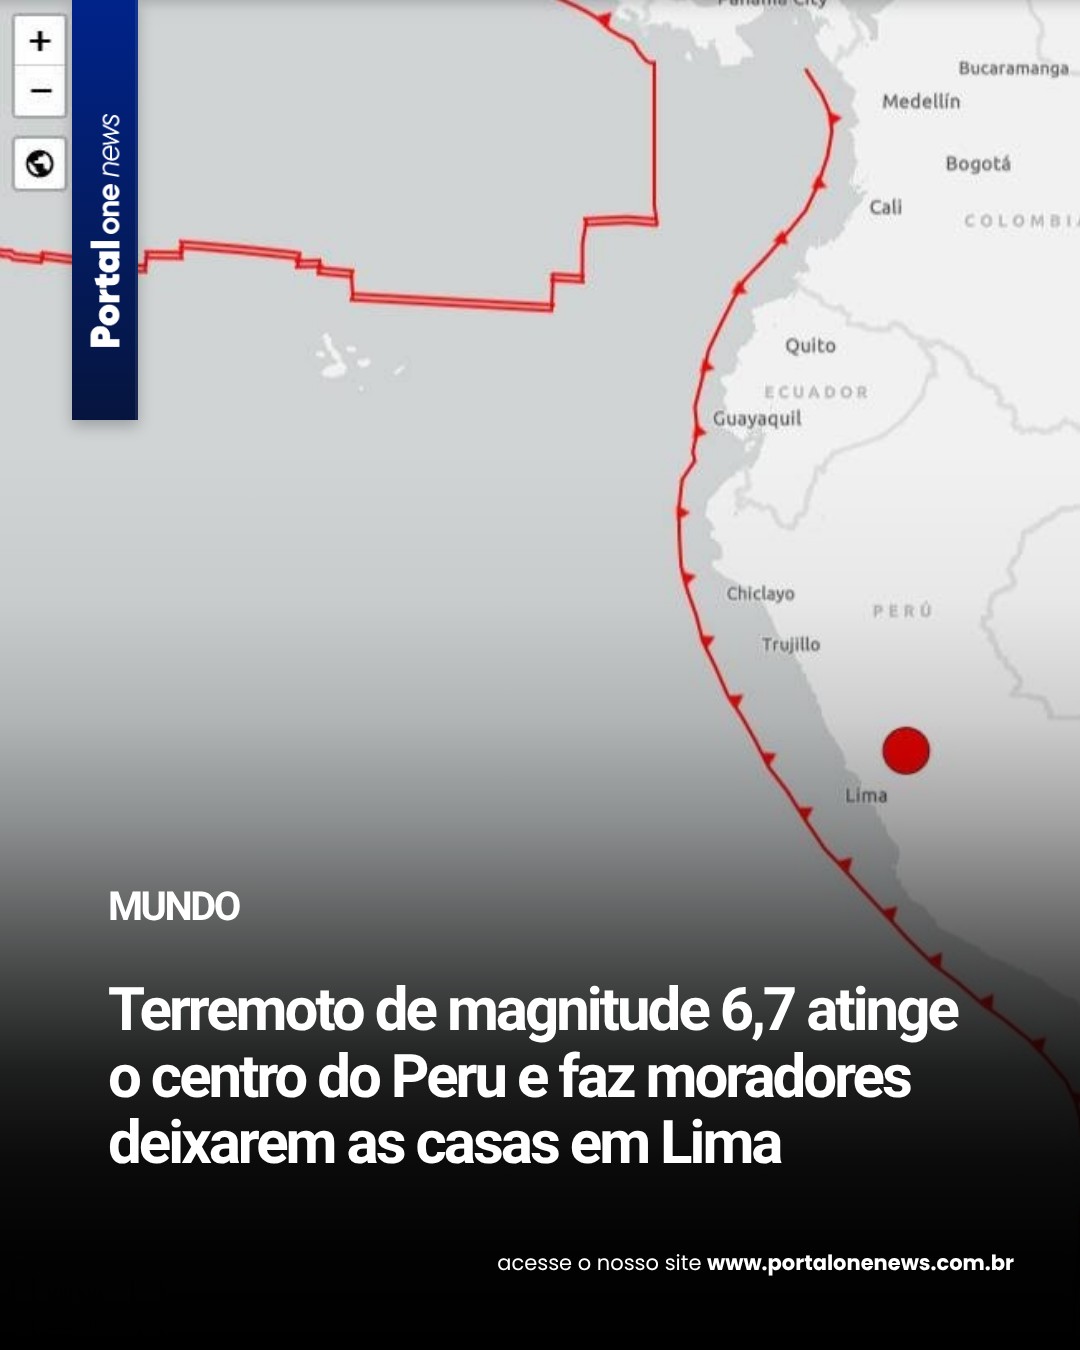 +
−
Portal one news
Panama City
Bucaramanga
Medellín
Bogotá
Cali
COLOMBIA
Quito
ECUADOR
Guayaquil
Chiclayo
PERÚ
Trujillo
Lima
MUNDO
Terremoto de magnitude 6,7 atinge
o centro do Peru e faz moradores
deixarem as casas em Lima
acesse o nosso site www.portalonenews.com.br